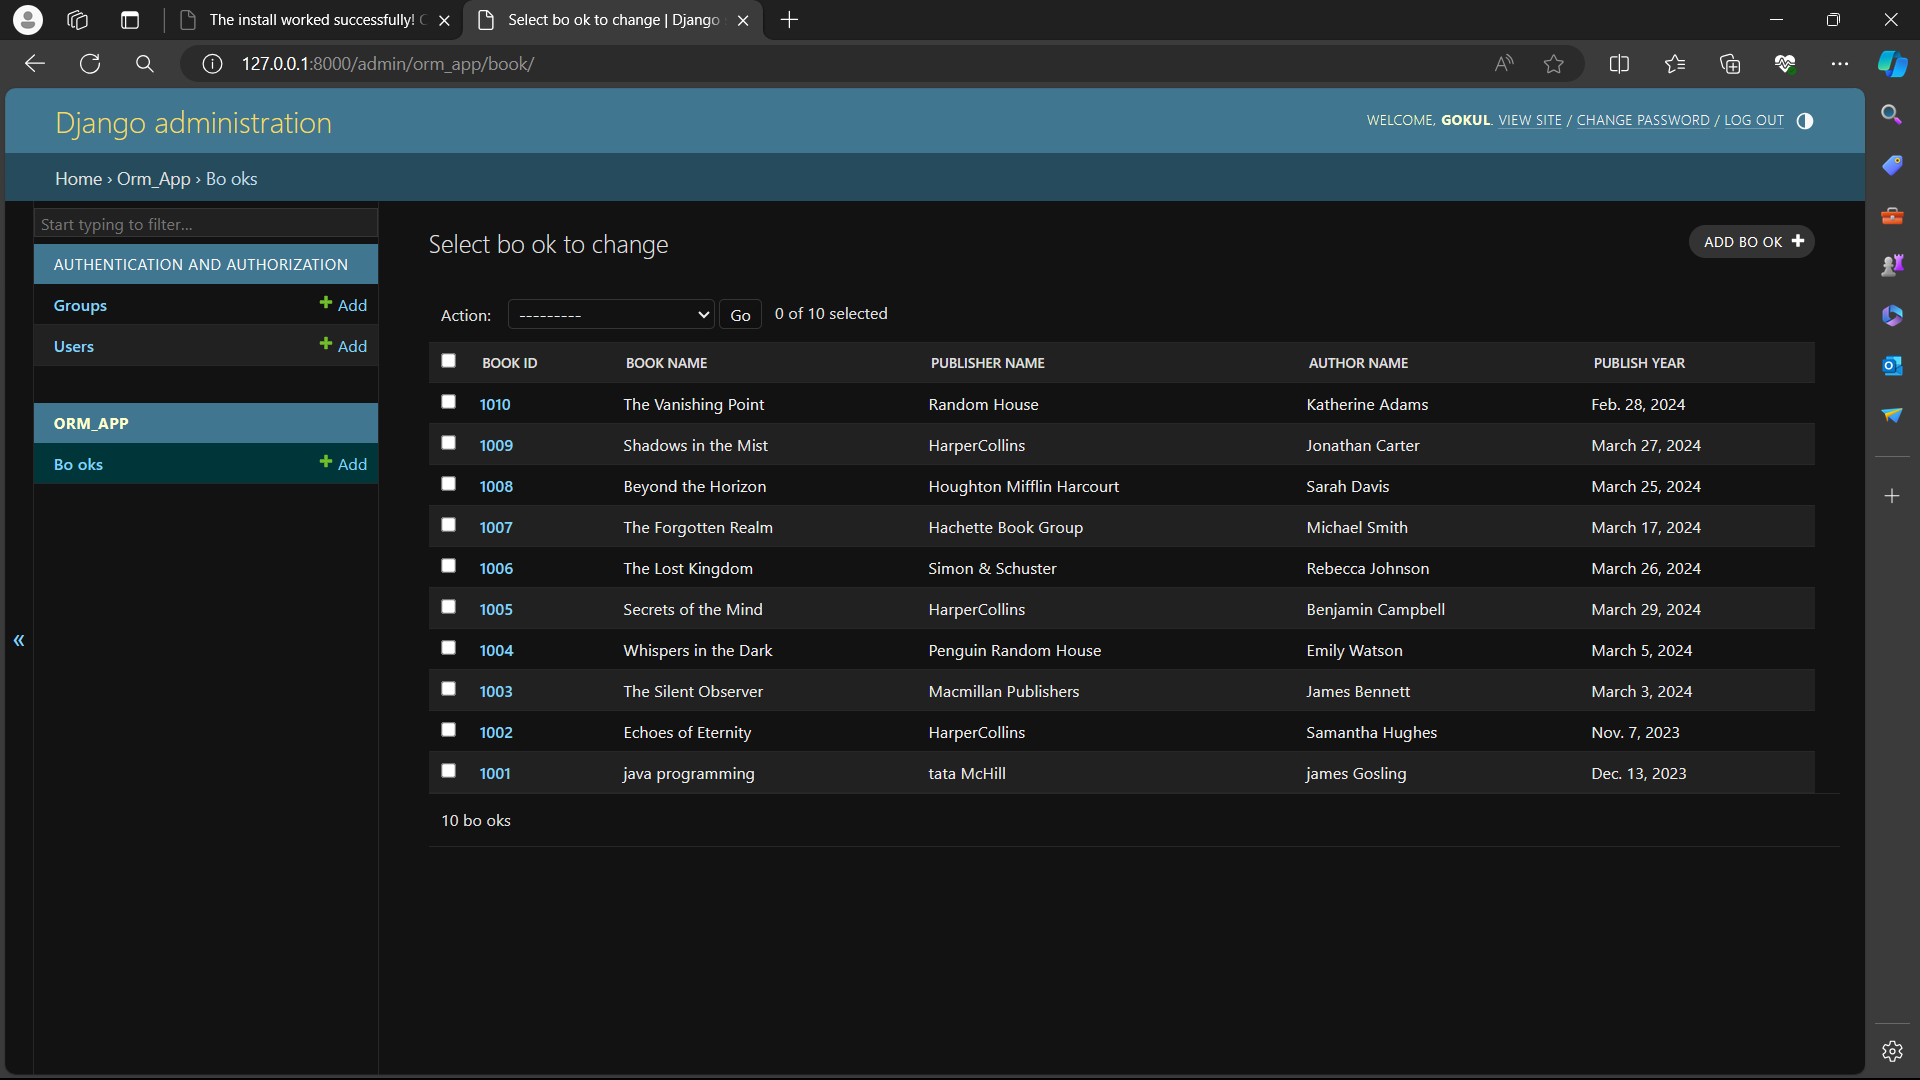 The install worked successfully! C
Select bo ok to change | Django
127.0.0.1:8000/admin/orm_app/book/
Django administration
WELCOME, GOKUL. VIEW SITE / CHANGE PASSWORD / LOG OUT
Home › Orm_App › Bo oks
Start typing to filter...
AUTHENTICATION AND AUTHORIZATION
Groups + Add
Users + Add
ORM_APP
Bo oks + Add
«
Select bo ok to change
ADD BO OK +
Action: --------- Go 0 of 10 selected
BOOK ID BOOK NAME PUBLISHER NAME AUTHOR NAME PUBLISH YEAR
1010 The Vanishing Point Random House Katherine Adams Feb. 28, 2024
1009 Shadows in the Mist HarperCollins Jonathan Carter March 27, 2024
1008 Beyond the Horizon Houghton Mifflin Harcourt Sarah Davis March 25, 2024
1007 The Forgotten Realm Hachette Book Group Michael Smith March 17, 2024
1006 The Lost Kingdom Simon & Schuster Rebecca Johnson March 26, 2024
1005 Secrets of the Mind HarperCollins Benjamin Campbell March 29, 2024
1004 Whispers in the Dark Penguin Random House Emily Watson March 5, 2024
1003 The Silent Observer Macmillan Publishers James Bennett March 3, 2024
1002 Echoes of Eternity HarperCollins Samantha Hughes Nov. 7, 2023
1001 java programming tata McHill james Gosling Dec. 13, 2023
10 bo oks